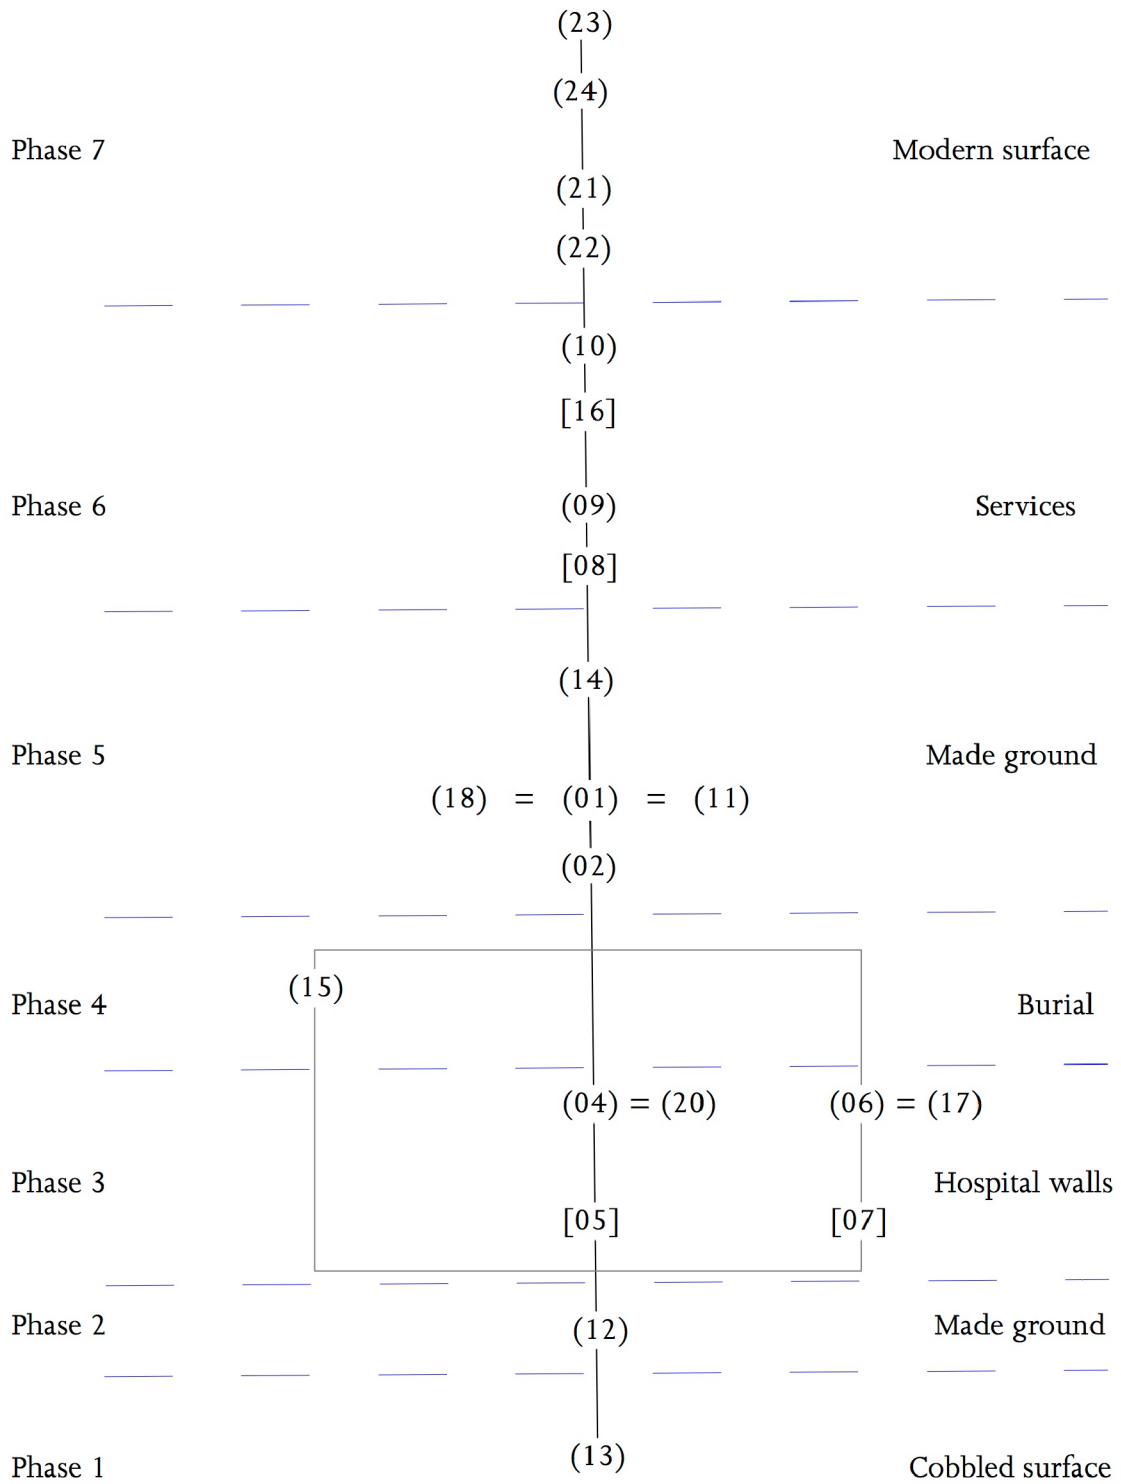 (23)
(24)
Phase 7 Modern surface
(21)
(22)
(10)
[16]
Phase 6 (09) Services
[08]
(14)
Phase 5 Made ground
(18) = (01) = (11)
(02)
(15)
Phase 4 Burial
(04) = (20) (06) = (17)
Phase 3 Hospital walls
[05] [07]
Phase 2 (12) Made ground
(13)
Phase 1 Cobbled surface